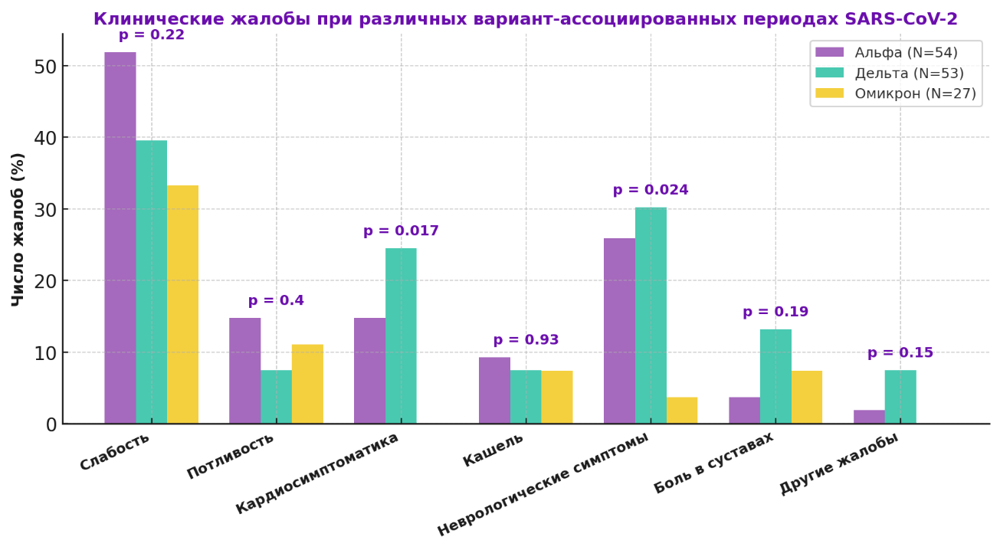 Клинические жалобы при различных вариант-ассоциированных периодах SARS-CoV-2
p = 0.22
Альфа (N=54)
Дельта (N=53)
Омикрон (N=27)
Число жалоб (%)
50
40
30
20
10
0
p = 0.4
p = 0.017
p = 0.93
p = 0.024
p = 0.19
p = 0.15
Слабость
Потливость
Кардиосимптоматика
Кашель
Неврологические симптомы
Боль в суставах
Другие жалобы